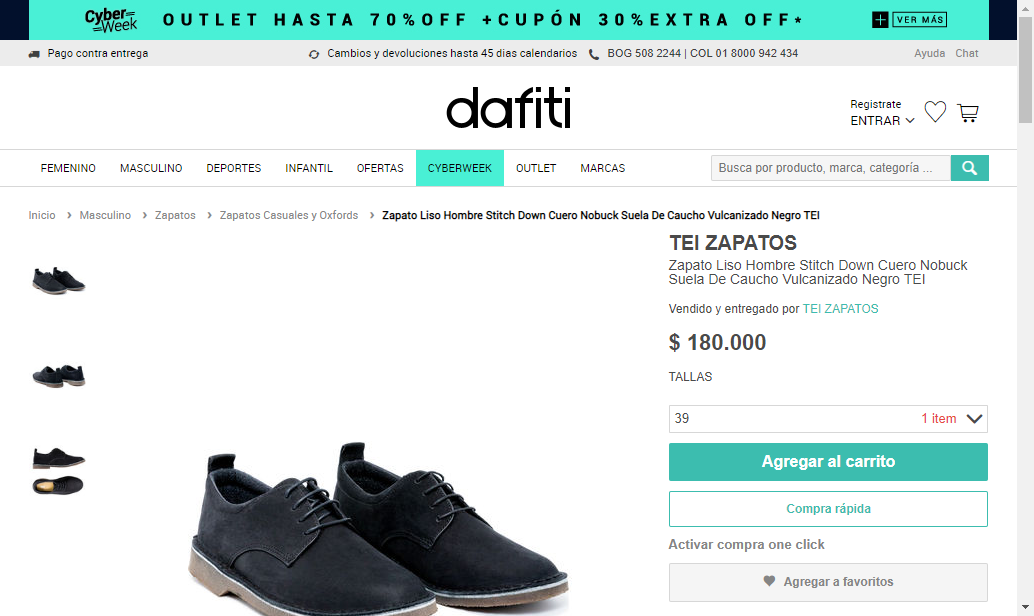 Cyber Week OUTLET HASTA 70%OFF +CUPÓN 30%EXTRA OFF* + VER MÁS
Pago contra entrega Cambios y devoluciones hasta 45 dias calendarios BOG 508 2244 | COL 01 8000 942 434 Ayuda Chat
dafiti
Registrate
ENTRAR
FEMENINO MASCULINO DEPORTES INFANTIL OFERTAS CYBERWEEK OUTLET MARCAS Busca por producto, marca, categoría ...
Inicio › Masculino › Zapatos › Zapatos Casuales y Oxfords › Zapato Liso Hombre Stitch Down Cuero Nobuck Suela De Caucho Vulcanizado Negro TEI
TEI ZAPATOS
Zapato Liso Hombre Stitch Down Cuero Nobuck
Suela De Caucho Vulcanizado Negro TEI
Vendido y entregado por TEI ZAPATOS
$ 180.000
TALLAS
39 1 item
Agregar al carrito
Compra rápida
Activar compra one click
Agregar a favoritos